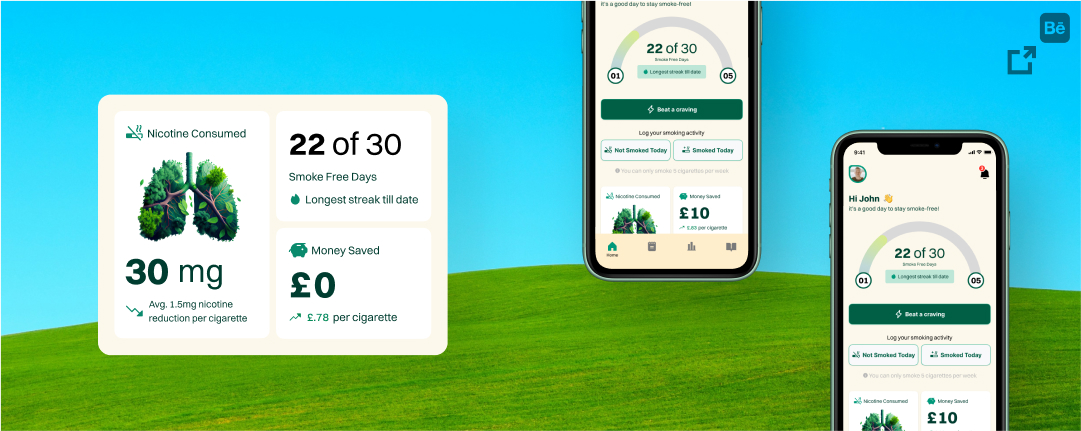 Nicotine Consumed
30 mg
Avg. 1.5mg nicotine
reduction per cigarette
22 of 30
Smoke Free Days
Longest streak till date
Money Saved
£0
£.78 per cigarette
it's a good day to stay smoke-free!
22 of 30
Smoke Free Days
Longest streak till date
01
05
Beat a craving
Log your smoking activity
Not Smoked Today
Smoked Today
You can only smoke 5 cigarettes per week
Nicotine Consumed
Money Saved
£10
£.83 per cigarette
Home
Bē
9:41
Hi John 👋
it's a good day to stay smoke-free!
22 of 30
Smoke Free Days
Longest streak till date
01
05
Beat a craving
Log your smoking activity
Not Smoked Today
Smoked Today
You can only smoke 6 cigarettes per week
Nicotine Consumed
Money Saved
£10